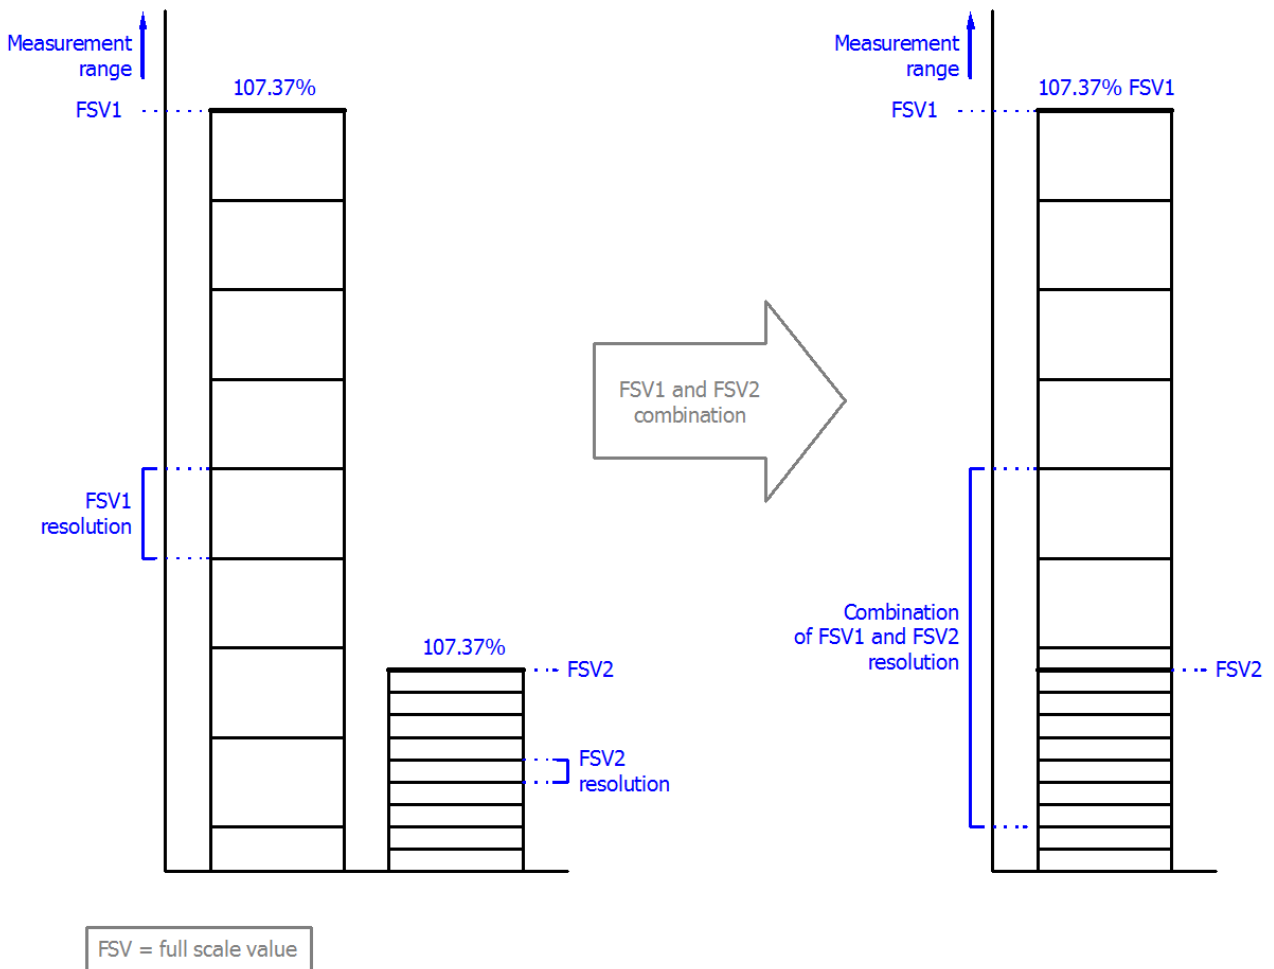 Measurement
range
107.37%
FSV1
FSV1
resolution
107.37%
FSV2
FSV2
resolution
FSV1 and FSV2
combination
Measurement
range
107.37% FSV1
FSV1
Combination
of FSV1 and FSV2
resolution
FSV2
FSV = full scale value